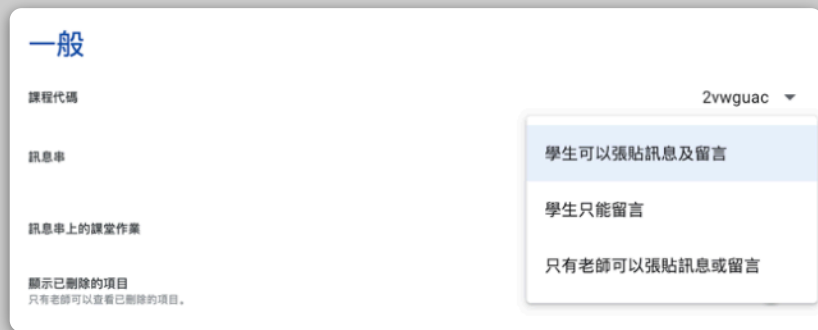 一般
課程代碼
2vwguac
訊息串
學生可以張貼訊息及留言
學生只能留言
訊息串上的課堂作業
只有老師可以張貼訊息或留言
顯示已刪除的項目
只有老師可以查看已刪除的項目。